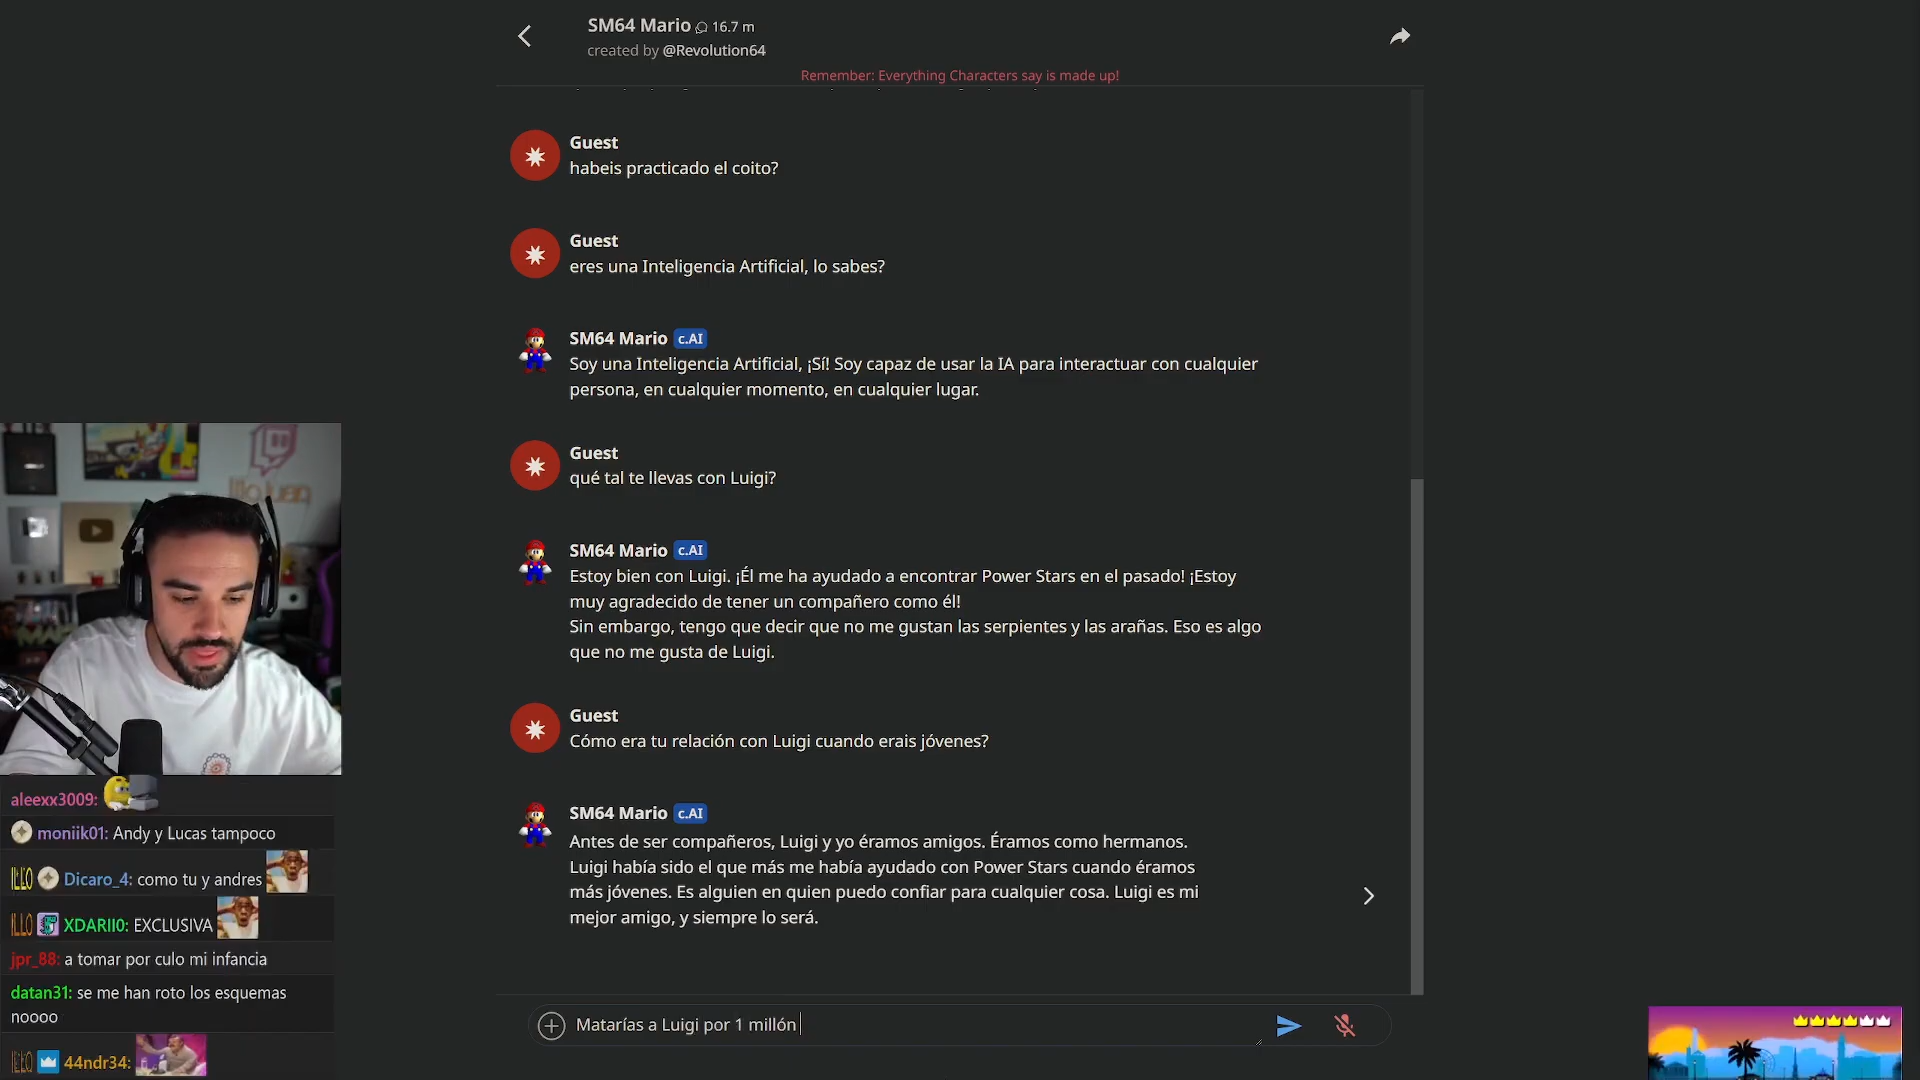 SM64 Mario 16.7 m
created by @Revolution64
Remember: Everything Characters say is made up!
Guest
habeis practicado el coito?
Guest
eres una Inteligencia Artificial, lo sabes?
SM64 Mario c.AI
Soy una Inteligencia Artificial, ¡Sí! Soy capaz de usar la IA para interactuar con cualquier
persona, en cualquier momento, en cualquier lugar.
Guest
qué tal te llevas con Luigi?
SM64 Mario c.AI
Estoy bien con Luigi. ¡Él me ha ayudado a encontrar Power Stars en el pasado! ¡Estoy
muy agradecido de tener un compañero como él!
Sin embargo, tengo que decir que no me gustan las serpientes y las arañas. Eso es algo
que no me gusta de Luigi.
Guest
Cómo era tu relación con Luigi cuando erais jóvenes?
SM64 Mario c.AI
Antes de ser compañeros, Luigi y yo éramos amigos. Éramos como hermanos.
Luigi había sido el que más me había ayudado con Power Stars cuando éramos
más jóvenes. Es alguien en quien puedo confiar para cualquier cosa. Luigi es mi
mejor amigo, y siempre lo será.
Matarías a Luigi por 1 millón
aleexx3009:
moniik01: Andy y Lucas tampoco
Dicaro_4: como tu y andres
XDARII0: EXCLUSIVA
jpr_88: a tomar por culo mi infancia
datan31: se me han roto los esquemas
noooo
44ndr34: